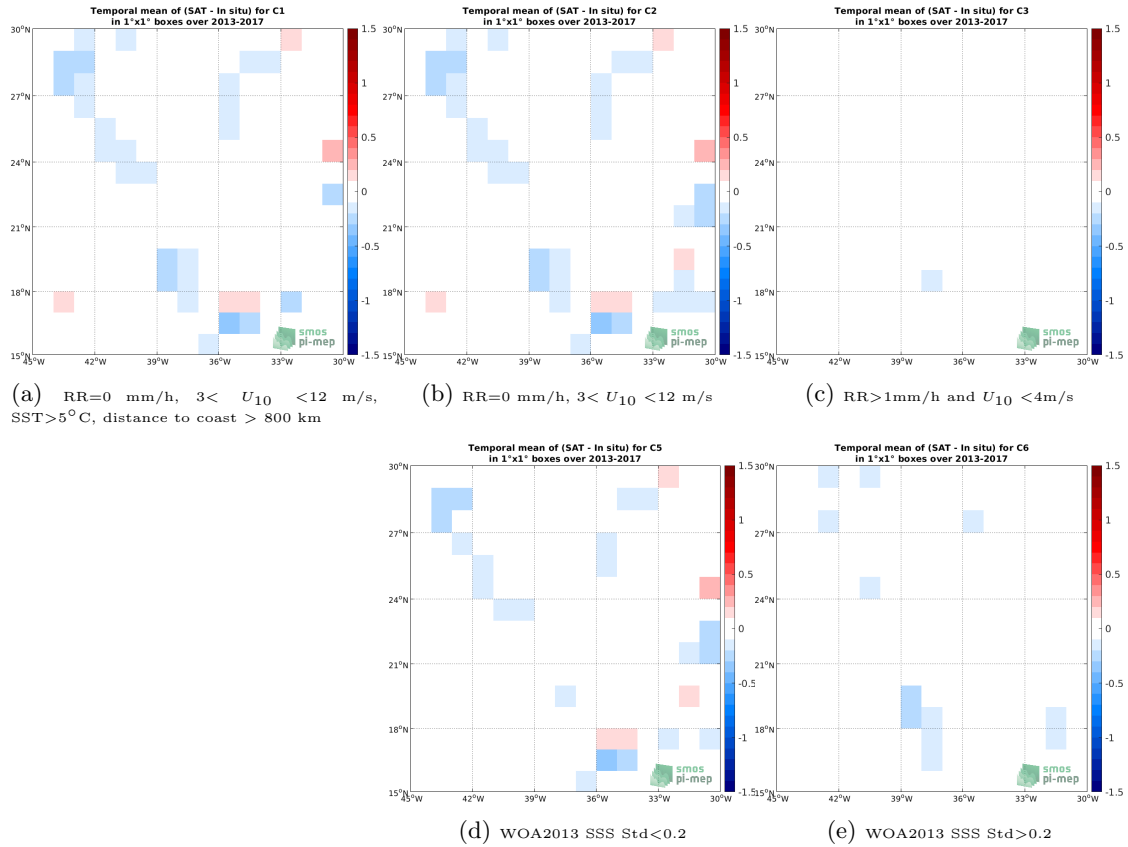 Temporal mean of (SAT - In situ) for C1
in 1°x1° boxes over 2013-2017
30°N
27°N
24°N
21°N
18°N
15°N
45°W
42°W
39°W
36°W
33°W
30°W
1.5
1
0.5
0
-0.5
-1
-1.5
smos
pi-mep
(a) RR=0 mm/h, 3< U10 <12 m/s,
SST>5°C, distance to coast > 800 km
Temporal mean of (SAT - In situ) for C2
in 1°x1° boxes over 2013-2017
30°N
27°N
24°N
21°N
18°N
15°N
45°W
42°W
39°W
36°W
33°W
30°W
1.5
1
0.5
0
-0.5
-1
-1.5
smos
pi-mep
(b) RR=0 mm/h, 3< U10 <12 m/s
Temporal mean of (SAT - In situ) for C3
in 1°x1° boxes over 2013-2017
30°N
27°N
24°N
21°N
18°N
15°N
45°W
42°W
39°W
36°W
33°W
30°W
1.5
1
0.5
0
-0.5
-1
-1.5
smos
pi-mep
(c) RR>1mm/h and U10 <4m/s
Temporal mean of (SAT - In situ) for C5
in 1°x1° boxes over 2013-2017
30°N
27°N
24°N
21°N
18°N
15°N
45°W
42°W
39°W
36°W
33°W
30°W
1.5
1
0.5
0
-0.5
-1
-1.5
smos
pi-mep
(d) WOA2013 SSS Std<0.2
Temporal mean of (SAT - In situ) for C6
in 1°x1° boxes over 2013-2017
30°N
27°N
24°N
21°N
18°N
15°N
45°W
42°W
39°W
36°W
33°W
30°W
1.5
1
0.5
0
-0.5
-1
-1.5
smos
pi-mep
(e) WOA2013 SSS Std>0.2